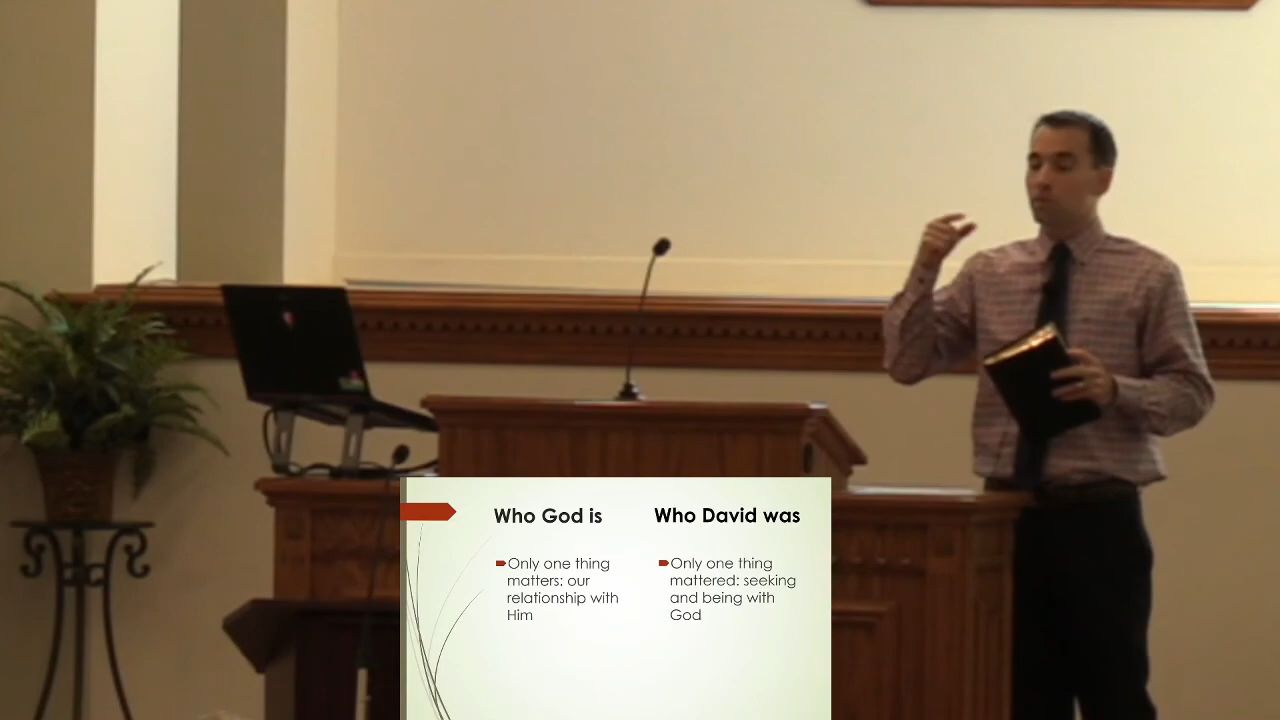 Who God is
Only one thing
matters: our
relationship with
Him
Who David was
Only one thing
mattered: seeking
and being with
God